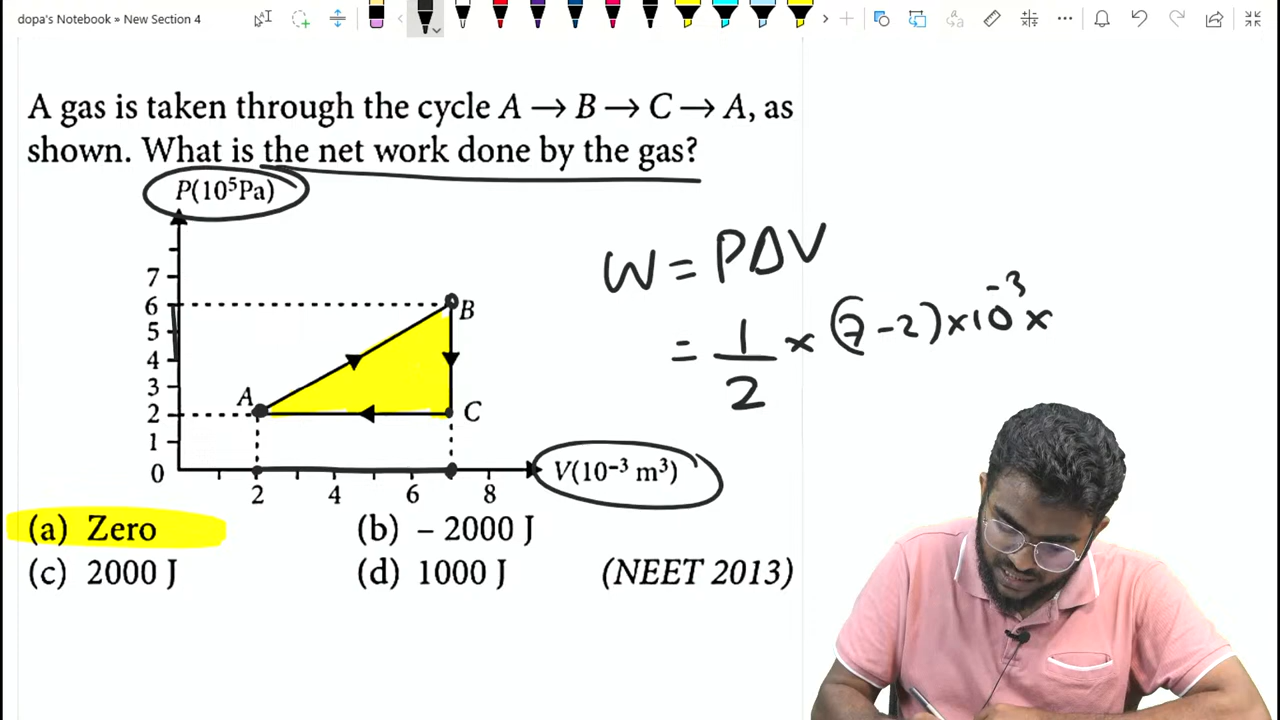 dopa's Notebook » New Section 4
A gas is taken through the cycle A → B → C → A, as
shown. What is the net work done by the gas?
P(10⁵Pa)
7
6
5
4
3
2
1
0
A
B
C
2 4 6 8
V(10⁻³ m³)
W = PΔV
= 1/2 × (7-2)×10⁻³×
(a) Zero (b) – 2000 J
(c) 2000 J (d) 1000 J (NEET 2013)